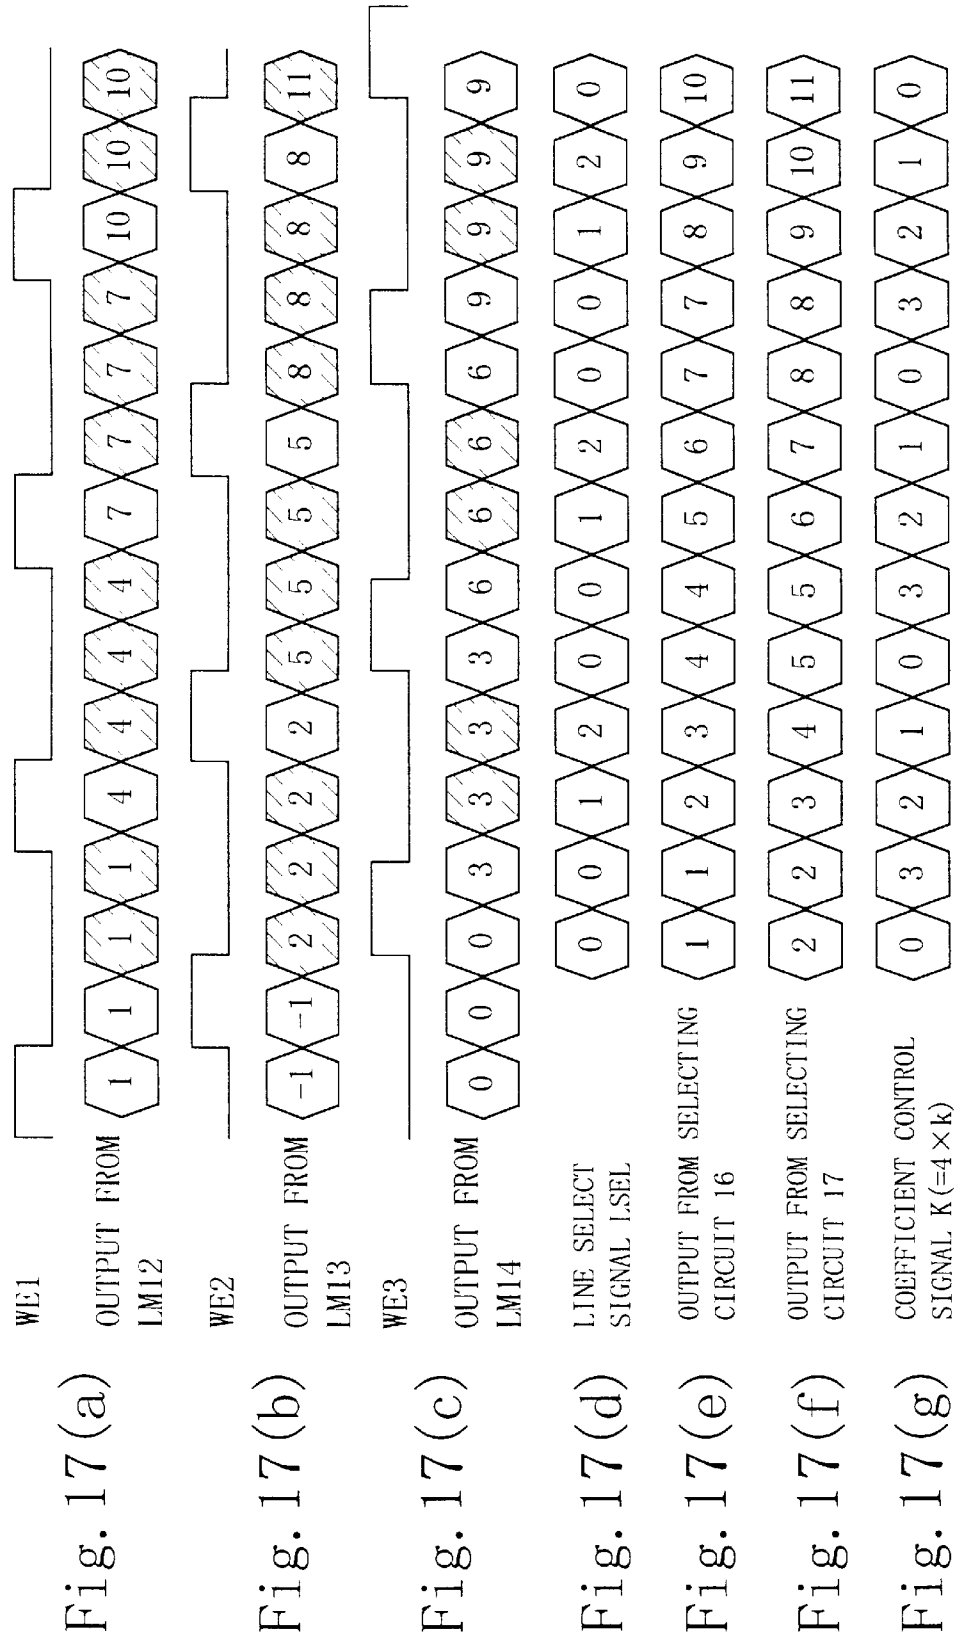 WE1
Fig. 17(a) OUTPUT FROM
LM12
1 1 1 1 4 4 4 4 7 7 7 7 10 10 10
WE2
Fig. 17(b) OUTPUT FROM
LM13
-1 -1 2 2 2 2 5 5 5 5 8 8 8 8 11
WE3
Fig. 17(c) OUTPUT FROM
LM14
0 0 0 3 3 3 3 6 6 6 6 9 9 9 9
Fig. 17(d) LINE SELECT
SIGNAL LSEL
0 0 1 2 0 0 1 2 0 0 1 2 0
Fig. 17(e) OUTPUT FROM SELECTING
CIRCUIT 16
1 1 2 3 4 4 5 6 7 7 8 9 10
Fig. 17(f) OUTPUT FROM SELECTING
CIRCUIT 17
2 2 3 4 5 5 6 7 8 8 9 10 11
Fig. 17(g) COEFFICIENT CONTROL
SIGNAL K(=4×k)
0 3 2 1 0 3 2 1 0 3 2 1 0